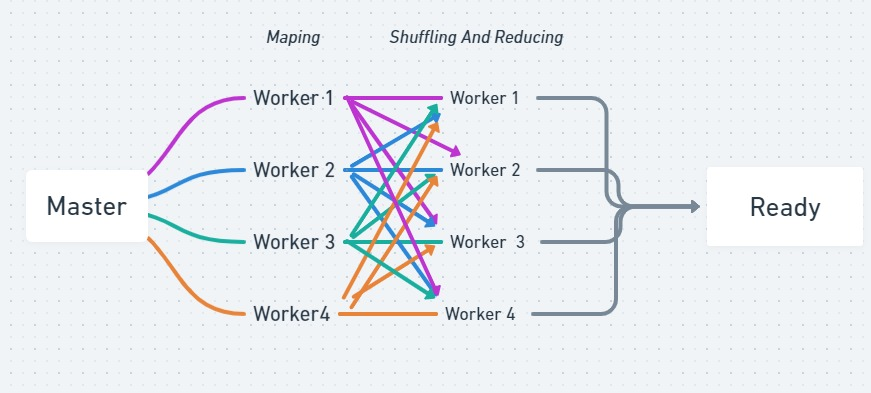 Maping
Shuffling And Reducing
Master
Worker 1
Worker 2
Worker 3
Worker4
Worker 1
Worker 2
Worker 3
Worker 4
Ready